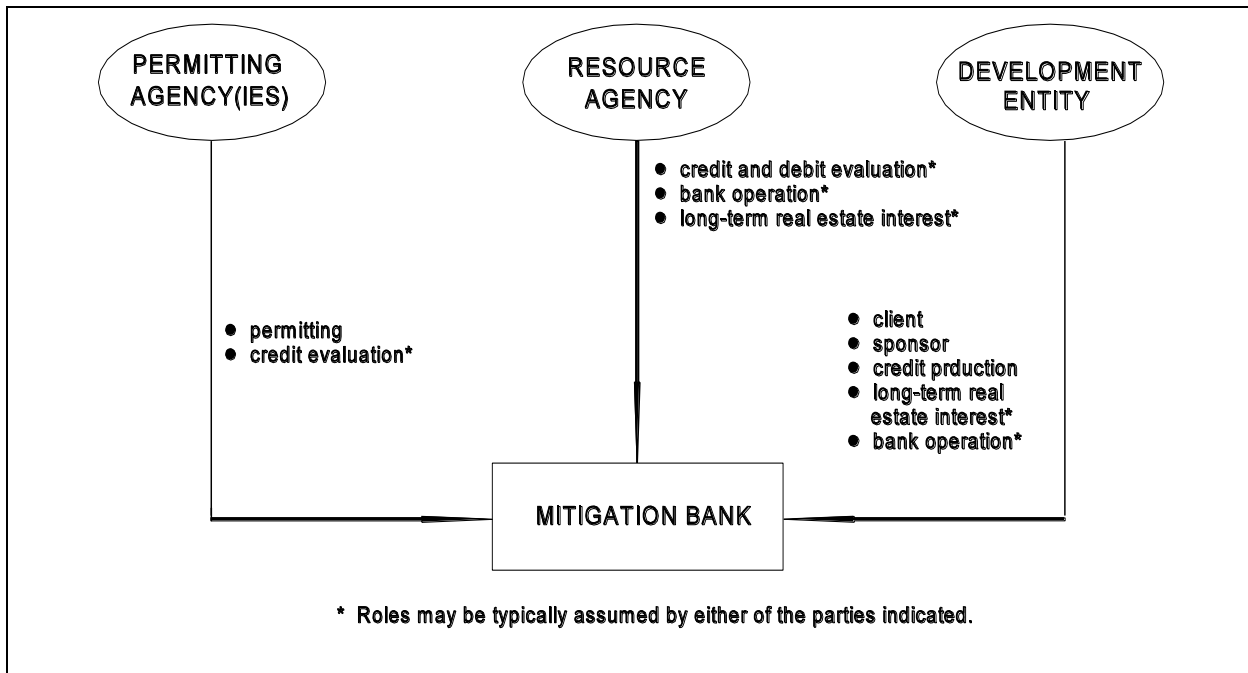 PERMITTING
AGENCY(IES)
RESOURCE
AGENCY
DEVELOPMENT
ENTITY
● credit and debit evaluation*
● bank operation*
● long-term real estate interest*
● permitting
● credit evaluation*
● client
● sponsor
● credit prduction
● long-term real
estate interest*
● bank operation*
MITIGATION BANK
* Roles may be typically assumed by either of the parties indicated.